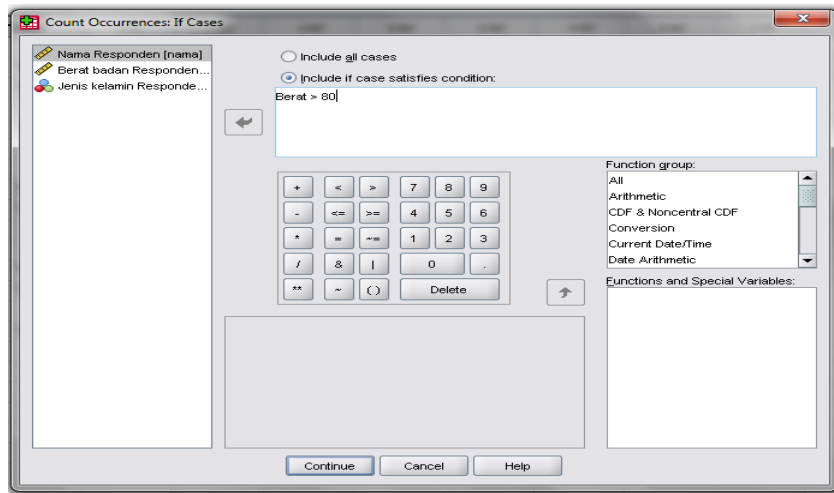 Count Occurrences: If Cases
Nama Responden [nama]
Berat badan Responden...
Jenis kelamin Responde...
Include all cases
Include if case satisfies condition:
Berat > 80
+ < > 7 8 9
- <= >= 4 5 6
* = ~= 1 2 3
/ & | 0 .
** ~ ( ) Delete
Function group:
All
Arithmetic
CDF & Noncentral CDF
Conversion
Current Date/Time
Date Arithmetic
Functions and Special Variables:
Continue Cancel Help